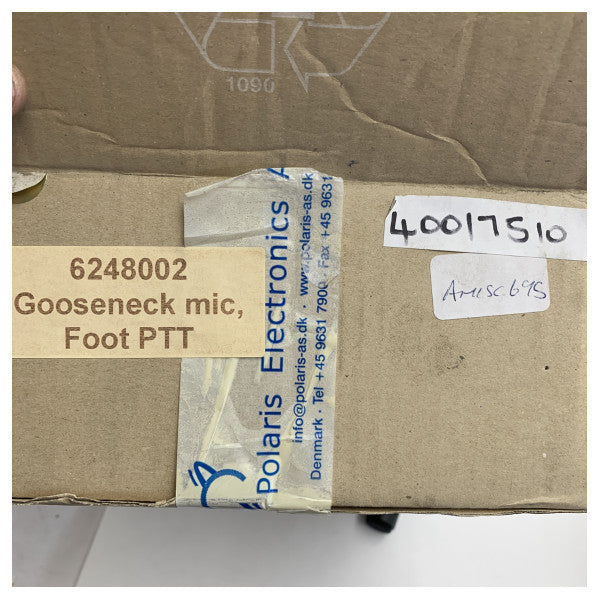 1090
6248002
Gooseneck mic,
Foot PTT
Polaris Electronics A
info@polaris-as.dk · www.polaris-as.dk
Denmark · Tel +45 9631 7900 · Fax +45 9631
40017510